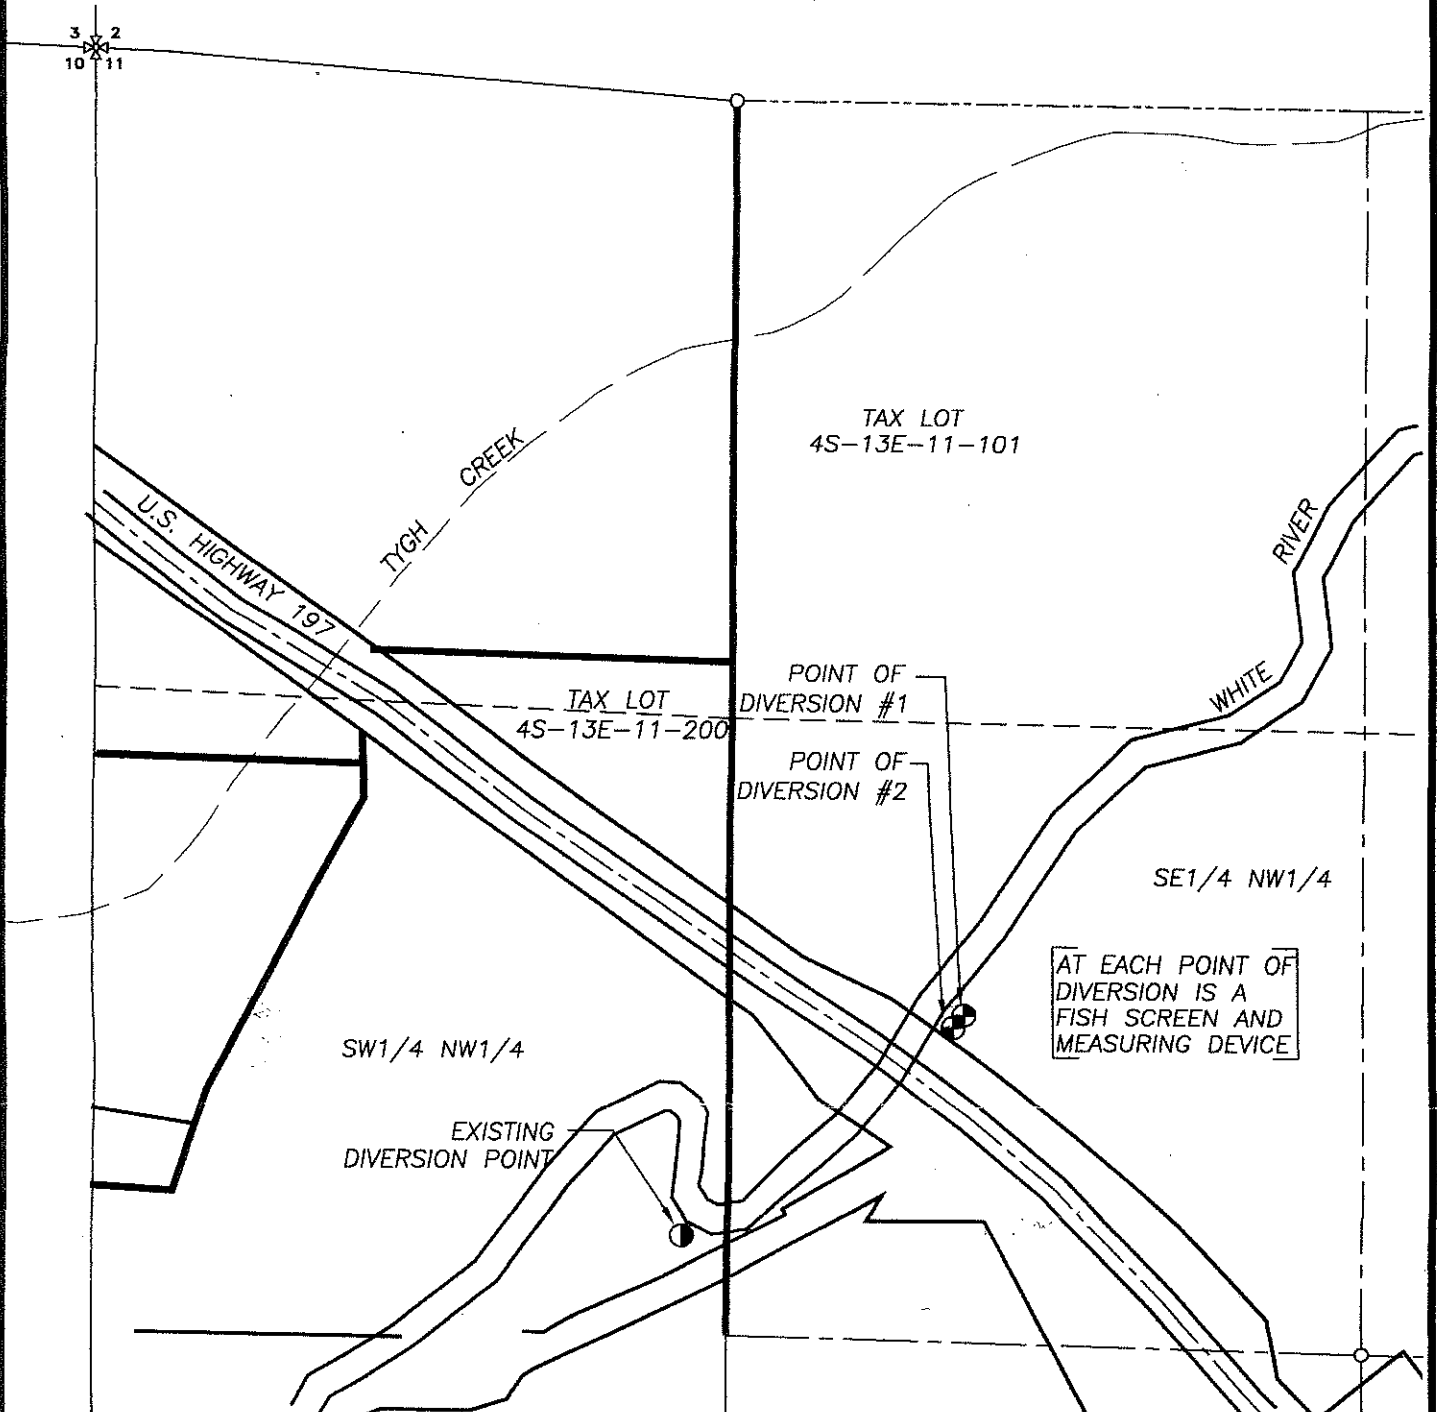 3 2
10 11
TAX LOT
4S-13E-11-101
CREEK
TYGH
U.S. HIGHWAY 197
RIVER
WHITE
POINT OF
DIVERSION #1
TAX LOT
4S-13E-11-200
POINT OF
DIVERSION #2
SE1/4 NW1/4
AT EACH POINT OF
DIVERSION IS A
FISH SCREEN AND
MEASURING DEVICE
SW1/4 NW1/4
EXISTING
DIVERSION POINT